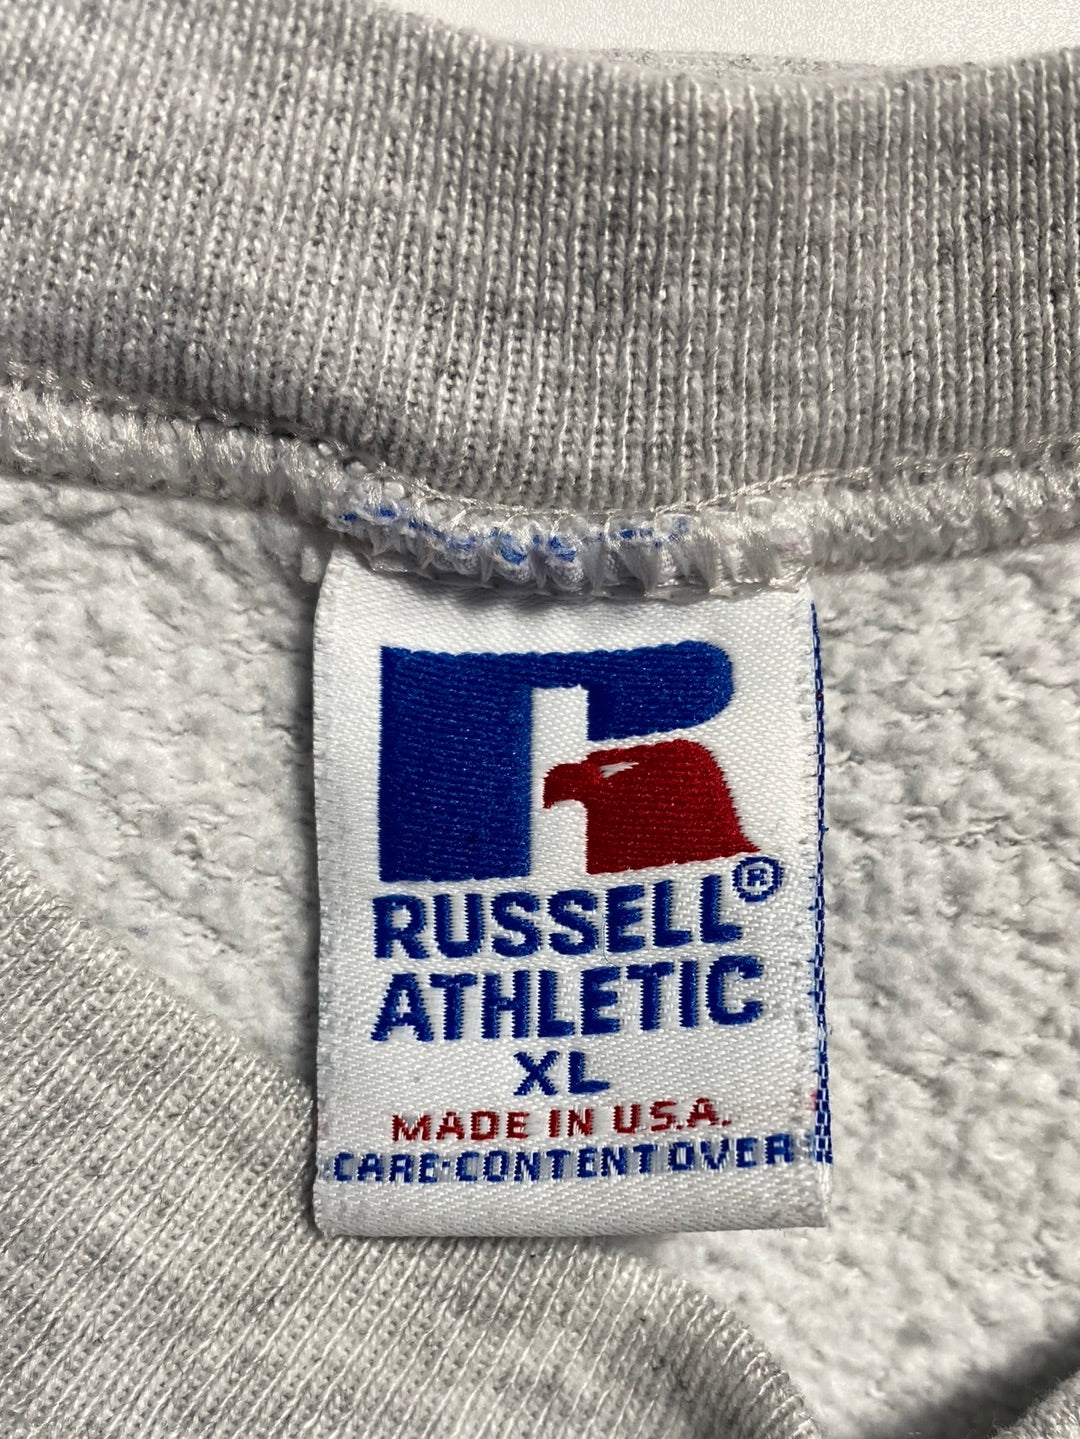 RUSSELL®
ATHLETIC
XL
MADE IN U.S.A.
CARE·CONTENT OVER